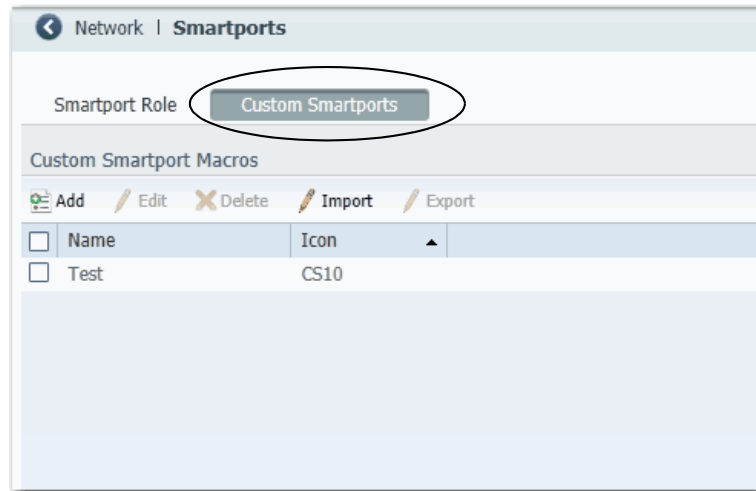 Network | Smartports
Smartport Role Custom Smartports
Custom Smartport Macros
Add Edit Delete Import Export
Name Icon
Test CS10